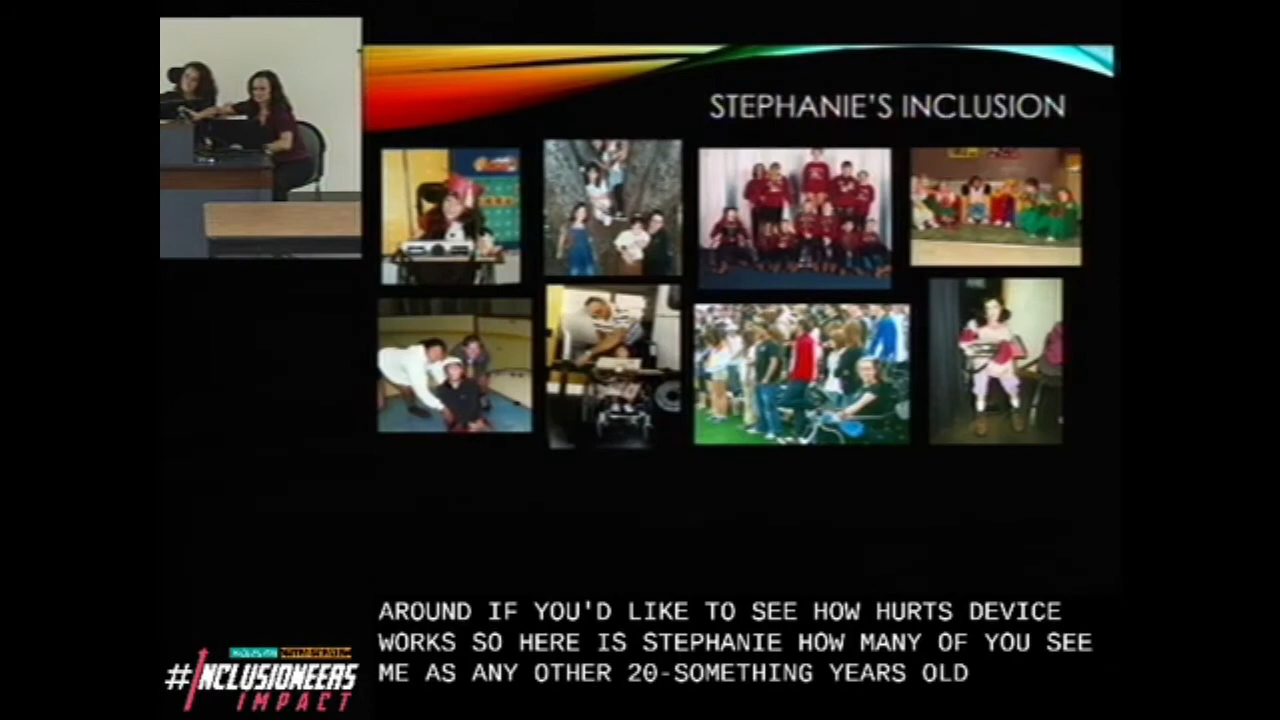 STEPHANIE'S INCLUSION
AROUND IF YOU'D LIKE TO SEE HOW HURTS DEVICE
WORKS SO HERE IS STEPHANIE HOW MANY OF YOU SEE
ME AS ANY OTHER 20-SOMETHING YEARS OLD
#INCLUSIONEERS
IMPACT